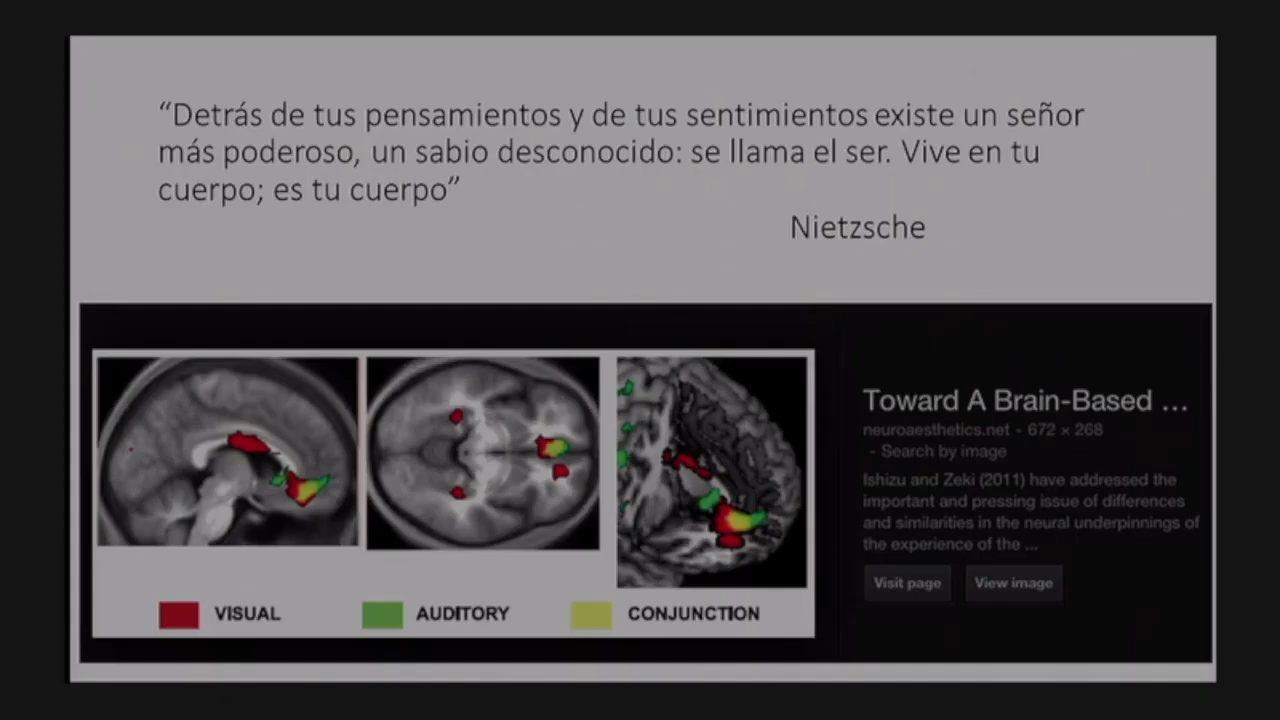 “Detrás de tus pensamientos y de tus sentimientos existe un señor
más poderoso, un sabio desconocido: se llama el ser. Vive en tu
cuerpo; es tu cuerpo”
Nietzsche
VISUAL
AUDITORY
CONJUNCTION
Toward A Brain-Based ...
neuroaesthetics.net - 672 × 268
- Search by image
Ishizu and Zeki (2011) have addressed the
important and pressing issue of differences
and similarities in the neural underpinnings of
the experience of the ...
Visit page
View image